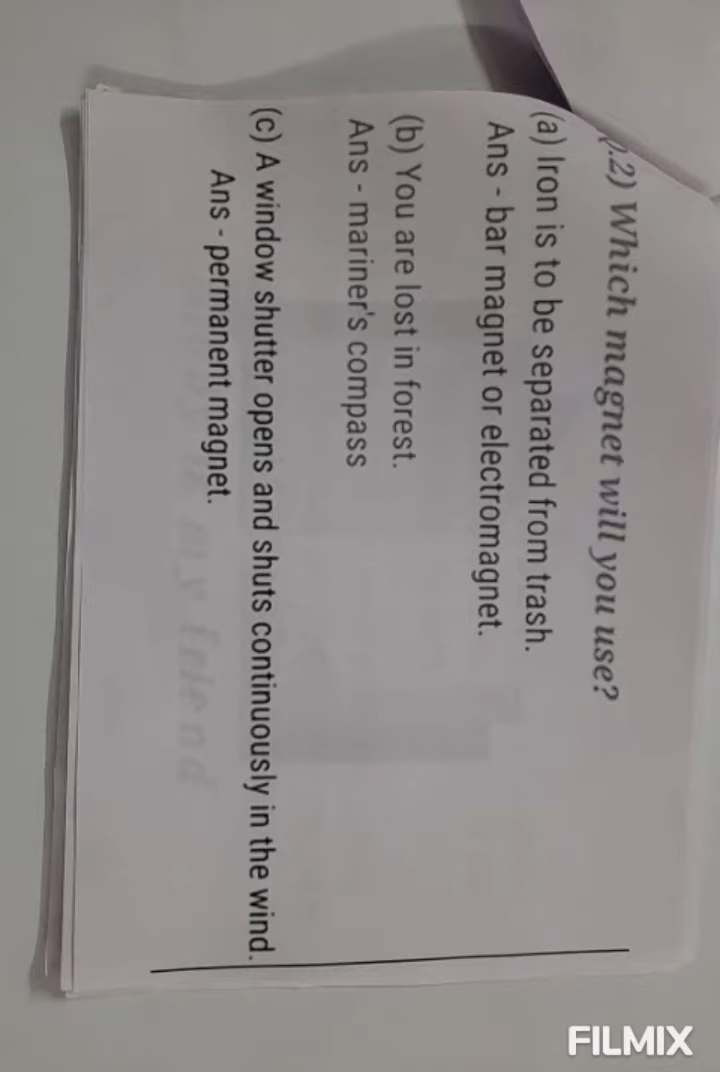 Q.2) Which magnet will you use?
(a) Iron is to be separated from trash.
Ans - bar magnet or electromagnet.
(b) You are lost in forest.
Ans - mariner's compass
(c) A window shutter opens and shuts continuously in the wind.
Ans - permanent magnet.
my friend
FILMIX